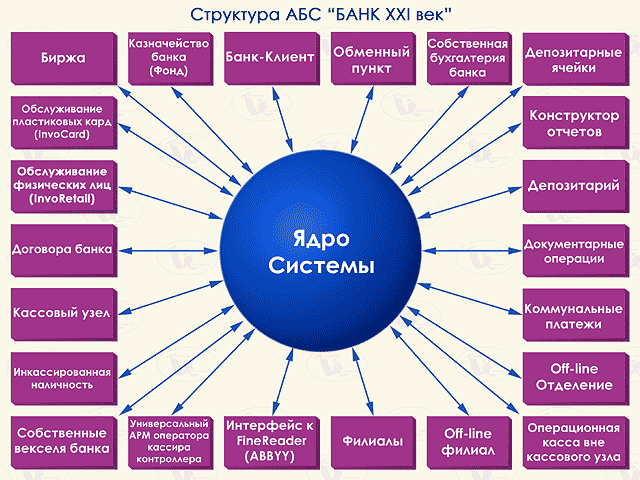 Структура АБС “БАНК XXI век”
Биржа
Казначейство
банка
(Фонд)
Банк-Клиент
Обменный
пункт
Собственная
бухгалтерия
банка
Депозитарные
ячейки
Обслуживание
пластиковых кард
(InvoCard)
Конструктор
отчетов
Обслуживание
физических лиц
(InvoRetail)
Депозитарий
Ядро
Системы
Договора банка
Документарные
операции
Кассовый узел
Коммунальные
платежи
Инкассированная
наличность
Off-line
Отделение
Собственные
векселя банка
Универсальный
АРМ оператора
кассира
контроллера
Интерфейс к
FineReader
(ABBYY)
Филиалы
Off-line
филиал
Операционная
касса вне
кассового узла